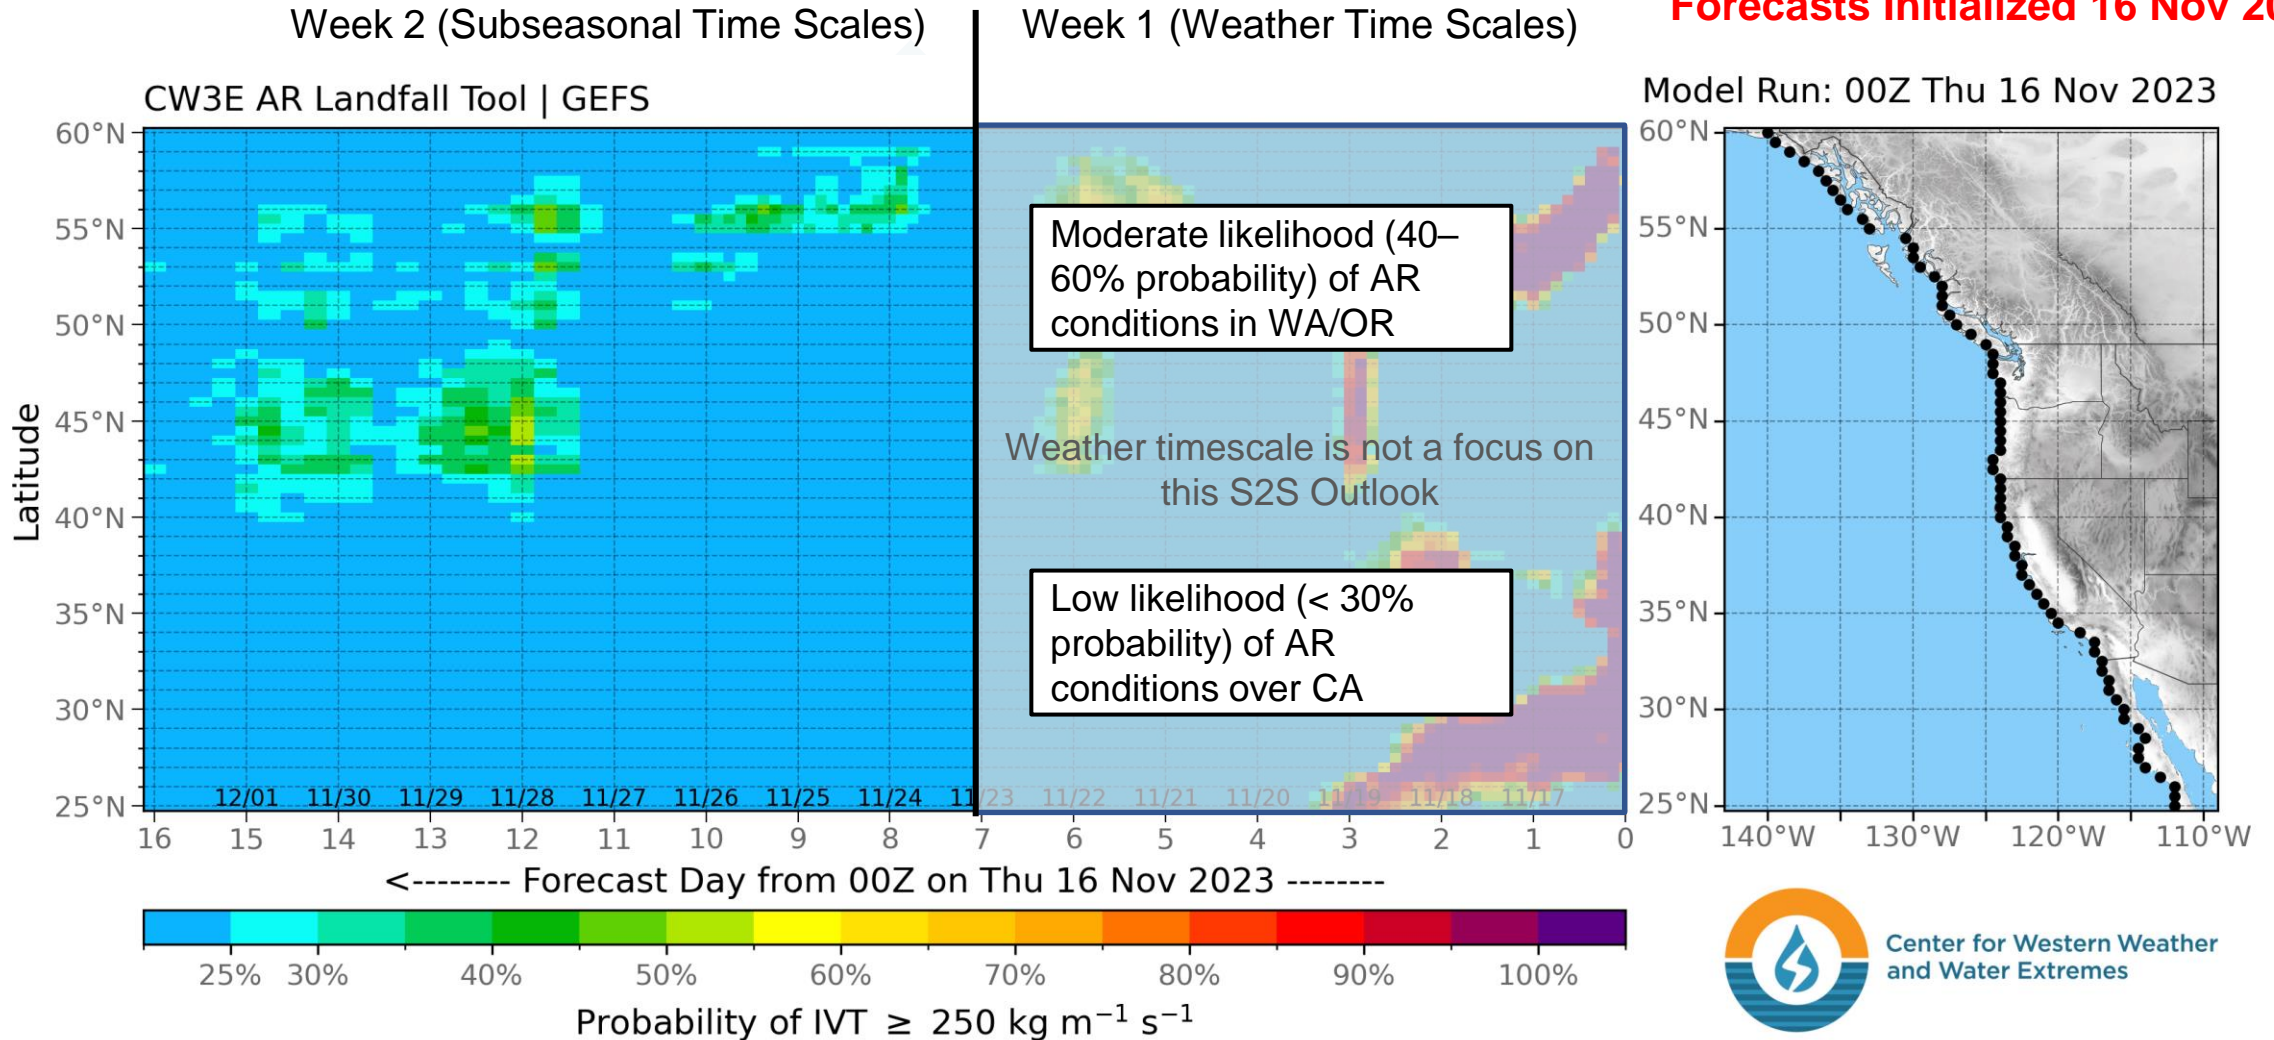 Week 2 (Subseasonal Time Scales)
Week 1 (Weather Time Scales)
Forecasts Initialized 16 Nov 20
CW3E AR Landfall Tool | GEFS
Model Run: 00Z Thu 16 Nov 2023
60°N
55°N
50°N
45°N
40°N
35°N
30°N
25°N
Latitude
Moderate likelihood (40–
60% probability) of AR
conditions in WA/OR
Weather timescale is not a focus on
this S2S Outlook
Low likelihood (< 30%
probability) of AR
conditions over CA
12/01 11/30 11/29 11/28 11/27 11/26 11/25 11/24 11/23 11/22 11/21 11/20 11/19 11/18 11/17
16 15 14 13 12 11 10 9 8 7 6 5 4 3 2 1 0
<-------- Forecast Day from 00Z on Thu 16 Nov 2023 --------
60°N
55°N
50°N
45°N
40°N
35°N
30°N
25°N
140°W 130°W 120°W 110°W
25% 30% 40% 50% 60% 70% 80% 90% 100%
Probability of IVT ≥ 250 kg m⁻¹ s⁻¹
Center for Western Weather
and Water Extremes